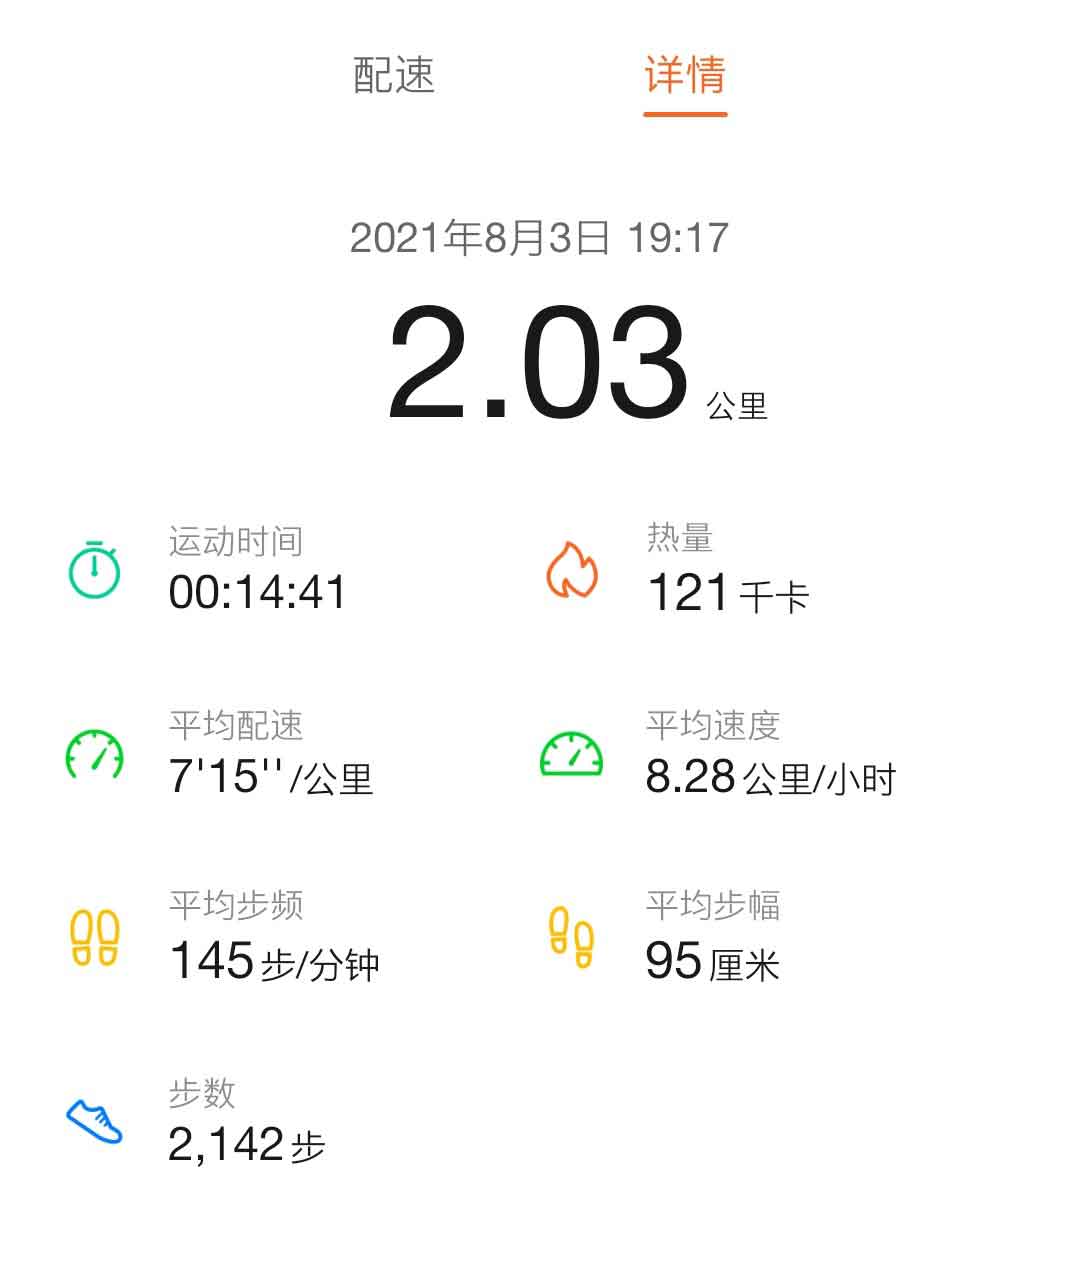 配速 详情
2021年8月3日 19:17
2.03 公里
运动时间 热量
00:14:41 121 千卡
平均配速 平均速度
7'15''/公里 8.28 公里/小时
平均步频 平均步幅
145 步/分钟 95 厘米
步数
2,142 步